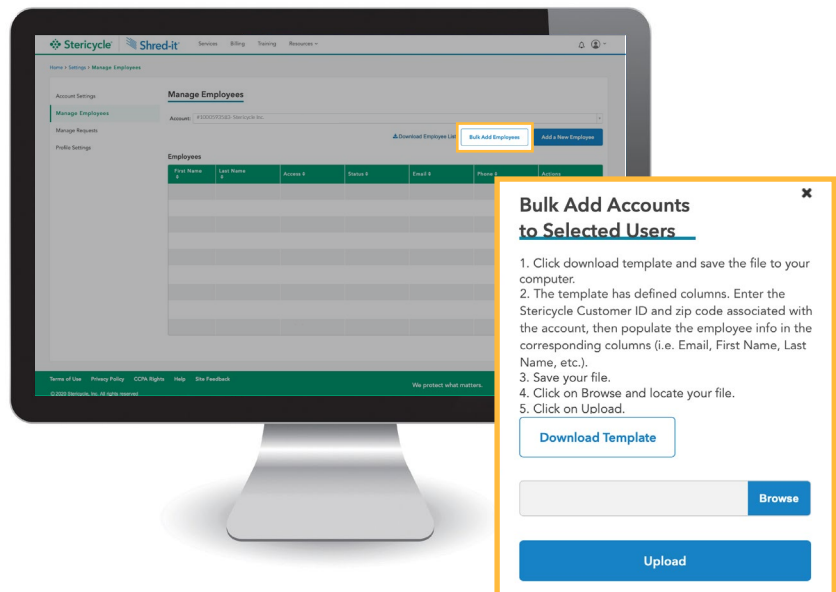 Stericycle® Shred-it® Services Billing Training Resources
Home > Settings > Manage Employees
Account Settings
Manage Employees
Manage Requests
Profile Settings
Manage Employees
Account: Stericycle Inc.
Download Employee List Bulk Add Employees Add a New Employee
Employees
First Name Last Name Access Status Email Phone Actions
Terms of Use Privacy Policy CCPA Rights Help Site Feedback
We protect what matters.
© 2020 Stericycle, Inc. All rights reserved
Bulk Add Accounts
to Selected Users
1. Click download template and save the file to your
computer.
2. The template has defined columns. Enter the
Stericycle Customer ID and zip code associated with
the account, then populate the employee info in the
corresponding columns (i.e. Email, First Name, Last
Name, etc.).
3. Save your file.
4. Click on Browse and locate your file.
5. Click on Upload.
Download Template
Browse
Upload